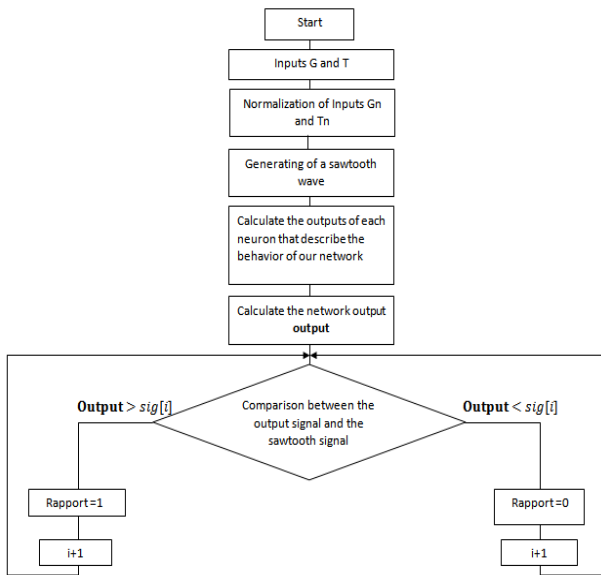 Start
Inputs G and T
Normalization of Inputs Gn
and Tn
Generating of a sawtooth
wave
Calculate the outputs of each
neuron that describe the
behavior of our network
Calculate the network output
output
Output > sig[i]
Comparison between the
output signal and the
sawtooth signal
Output < sig[i]
Rapport=1
Rapport=0
i+1
i+1